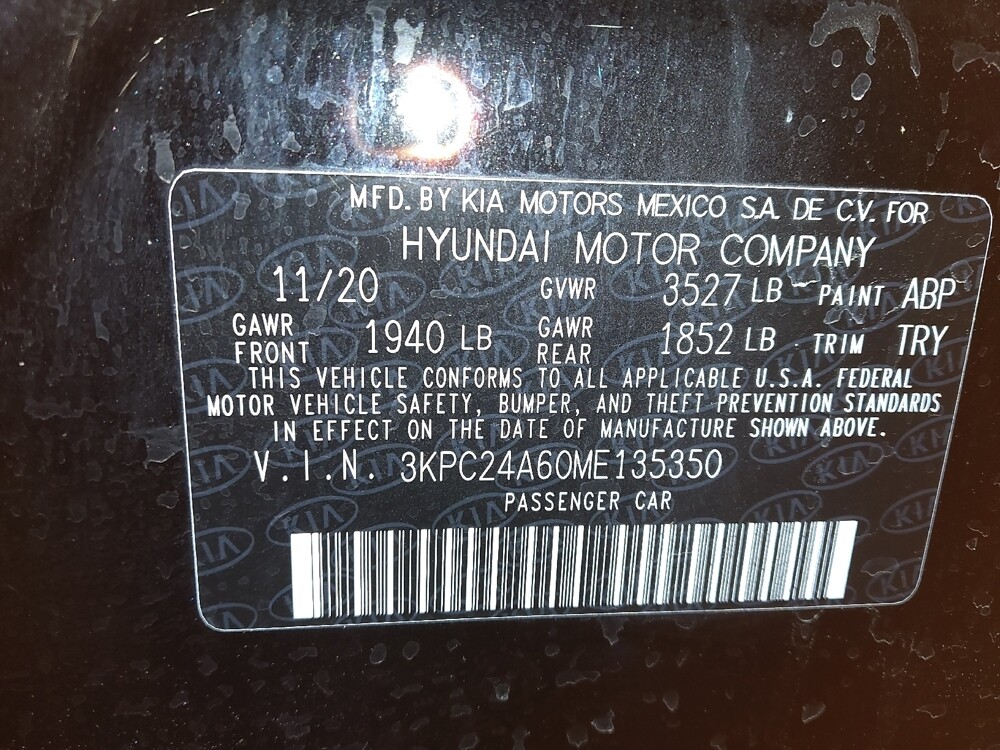 MFD. BY KIA MOTORS MEXICO S.A. DE C.V. FOR
HYUNDAI MOTOR COMPANY
11/20 GVWR 3527 LB PAINT ABP
GAWR FRONT 1940 LB GAWR REAR 1852 LB TRIM TRY
THIS VEHICLE CONFORMS TO ALL APPLICABLE U.S.A. FEDERAL
MOTOR VEHICLE SAFETY, BUMPER, AND THEFT PREVENTION STANDARDS
IN EFFECT ON THE DATE OF MANUFACTURE SHOWN ABOVE.
V.I.N. 3KPC24A60ME135350
PASSENGER CAR